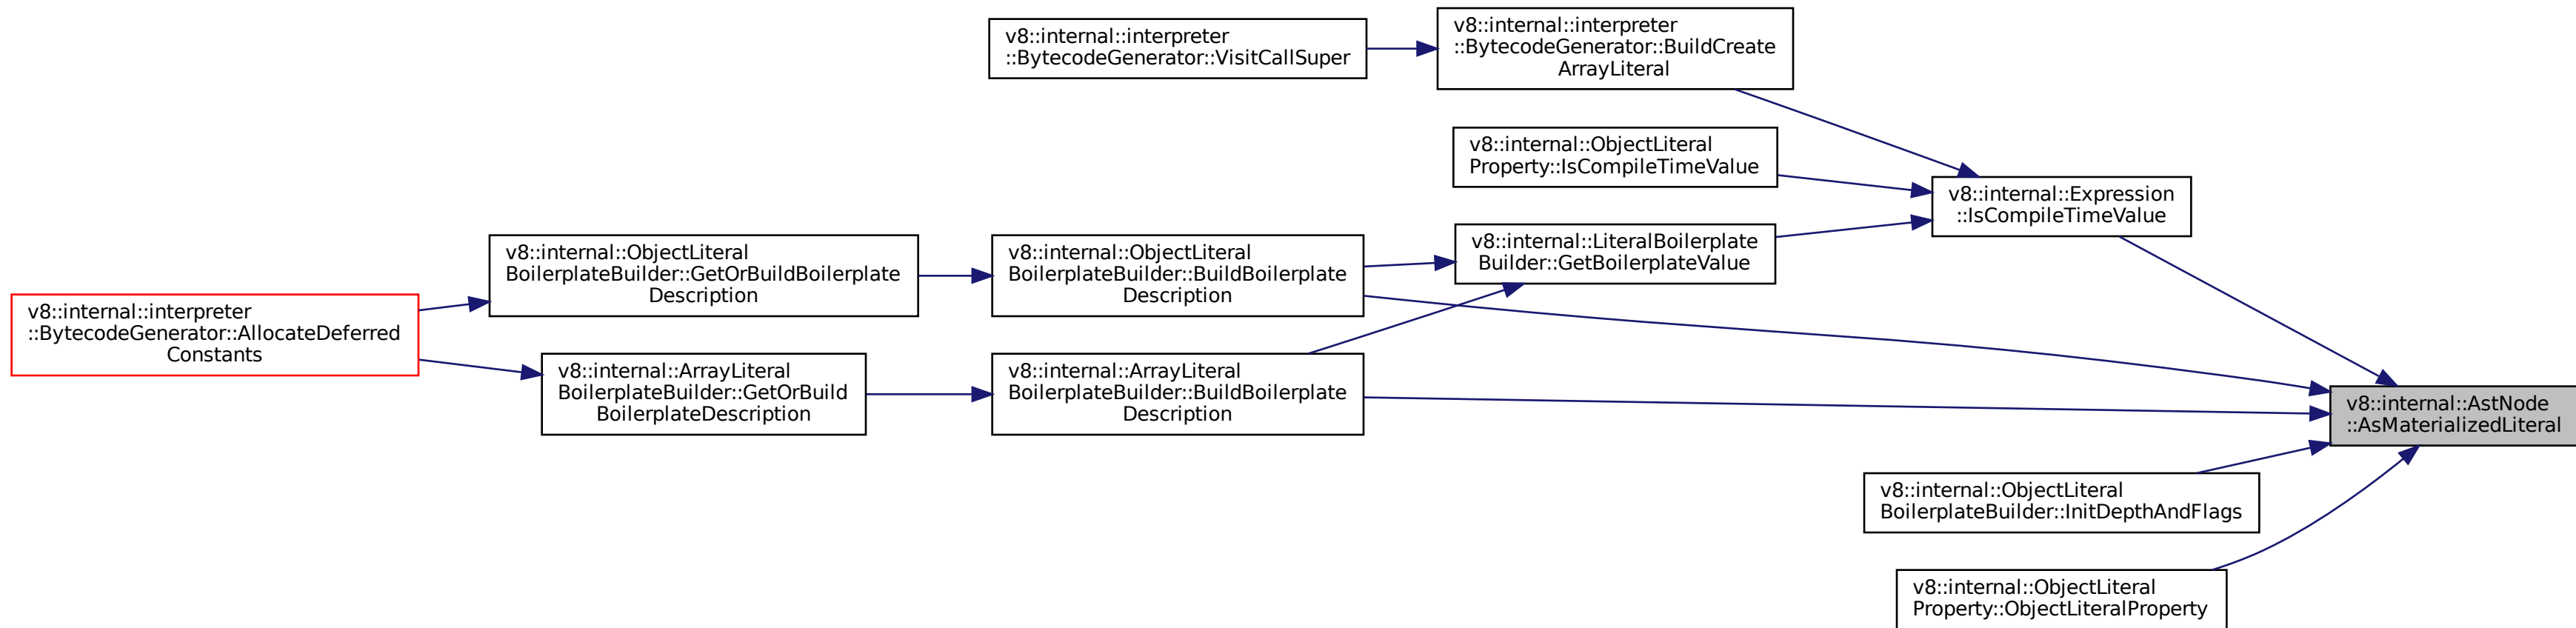 v8::internal::interpreter
::BytecodeGenerator::VisitCallSuper
v8::internal::interpreter
::BytecodeGenerator::BuildCreate
ArrayLiteral
v8::internal::ObjectLiteral
Property::IsCompileTimeValue
v8::internal::Expression
::IsCompileTimeValue
v8::internal::LiteralBoilerplate
Builder::GetBoilerplateValue
v8::internal::ObjectLiteral
BoilerplateBuilder::GetOrBuildBoilerplate
Description
v8::internal::ObjectLiteral
BoilerplateBuilder::BuildBoilerplate
Description
v8::internal::interpreter
::BytecodeGenerator::AllocateDeferred
Constants
v8::internal::ArrayLiteral
BoilerplateBuilder::GetOrBuild
BoilerplateDescription
v8::internal::ArrayLiteral
BoilerplateBuilder::BuildBoilerplate
Description
v8::internal::AstNode
::AsMaterializedLiteral
v8::internal::ObjectLiteral
BoilerplateBuilder::InitDepthAndFlags
v8::internal::ObjectLiteral
Property::ObjectLiteralProperty